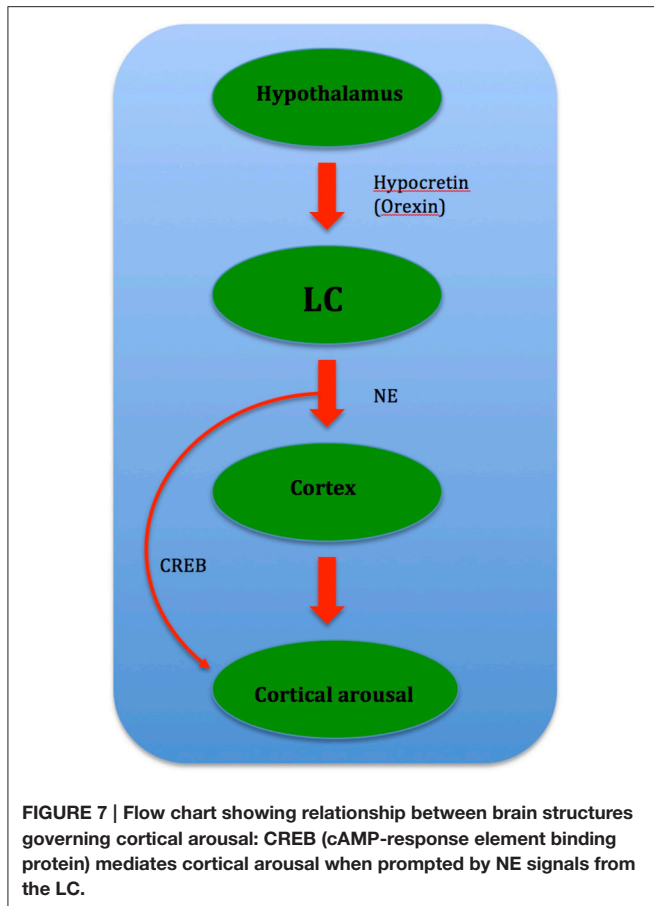 Hypothalamus
Hypocretin
(Orexin)
LC
NE
Cortex
CREB
Cortical arousal
FIGURE 7 | Flow chart showing relationship between brain structures
governing cortical arousal: CREB (cAMP-response element binding
protein) mediates cortical arousal when prompted by NE signals from
the LC.